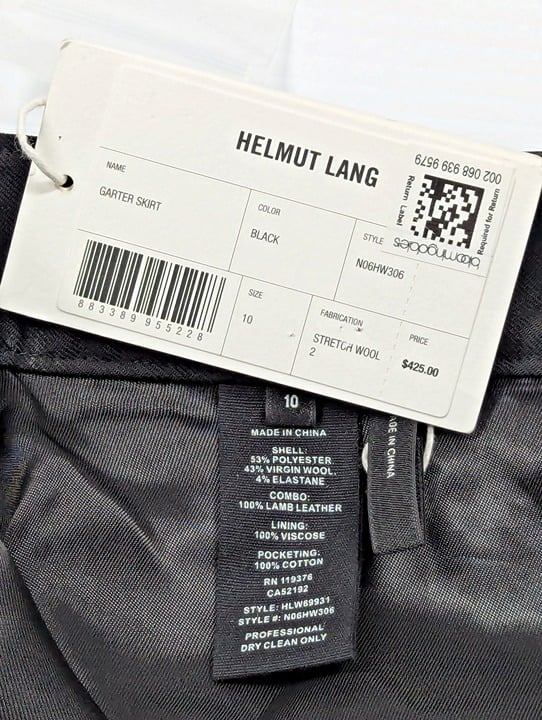 HELMUT LANG
NAME
GARTER SKIRT
COLOR
BLACK
STYLE
N06HW306
883389955228
SIZE
10
FABRICATION
STRETCH WOOL
2
PRICE
$425.00
002 068 939 9579
Return Label
Required for Return
bloomingdale's
10
MADE IN CHINA
SHELL:
53% POLYESTER
43% VIRGIN WOOL.
4% ELASTANE
COMBO:
100% LAMB LEATHER
LINING:
100% VISCOSE
POCKETING:
100% COTTON
RN 119376
CA52192
STYLE: HLW69931
STYLE #: N06HW306
PROFESSIONAL
DRY CLEAN ONLY
IN CHINA